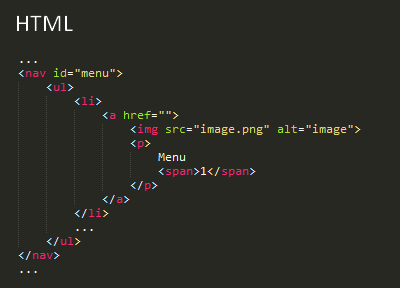 HTML
...
<nav id="menu">
<ul>
<li>
<a href="">
<img src="image.png" alt="image">
<p>
Menu
<span>1</span>
</p>
</a>
</li>
...
</ul>
</nav>
...